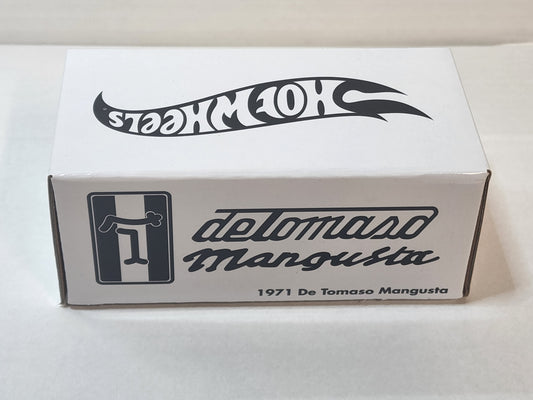 HOT WHEELS
deTomaso
mangusta
1971 De Tomaso Mangusta